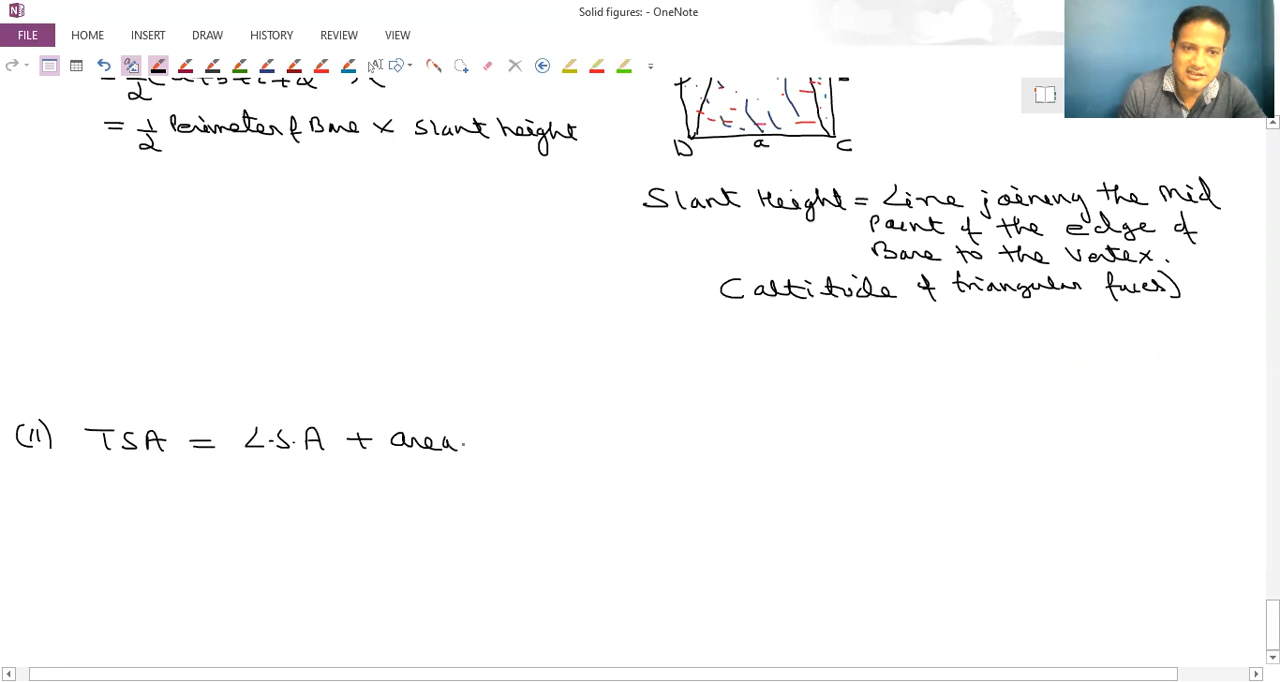 Solid figures: - OneNote
FILE HOME INSERT DRAW HISTORY REVIEW VIEW
= 1/2 Perimeter of Base × Slant height
D a C
Slant Height = Line joining the Mid
Point of the edge of
Base to the Vertex.
(altitude of triangular faces)
(II) TSA = L.S.A + area